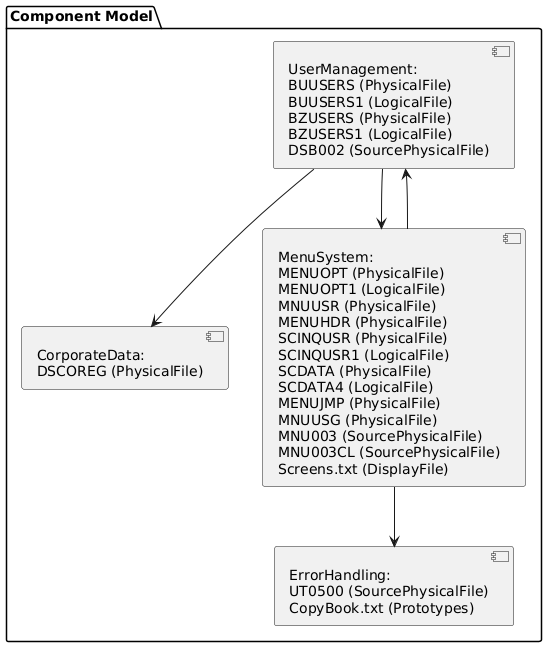 Component Model
UserManagement:
BUUSERS (PhysicalFile)
BUUSERS1 (LogicalFile)
BZUSERS (PhysicalFile)
BZUSERS1 (LogicalFile)
DSB002 (SourcePhysicalFile)
MenuSystem:
MENUOPT (PhysicalFile)
MENUOPT1 (LogicalFile)
MNUUSR (PhysicalFile)
MENUHDR (PhysicalFile)
SCINQUSR (PhysicalFile)
SCINQUSR1 (LogicalFile)
SCDATA (PhysicalFile)
SCDATA4 (LogicalFile)
MENUJMP (PhysicalFile)
MNUUSG (PhysicalFile)
MNU003 (SourcePhysicalFile)
MNU003CL (SourcePhysicalFile)
Screens.txt (DisplayFile)
CorporateData:
DSCOREG (PhysicalFile)
ErrorHandling:
UT0500 (SourcePhysicalFile)
CopyBook.txt (Prototypes)